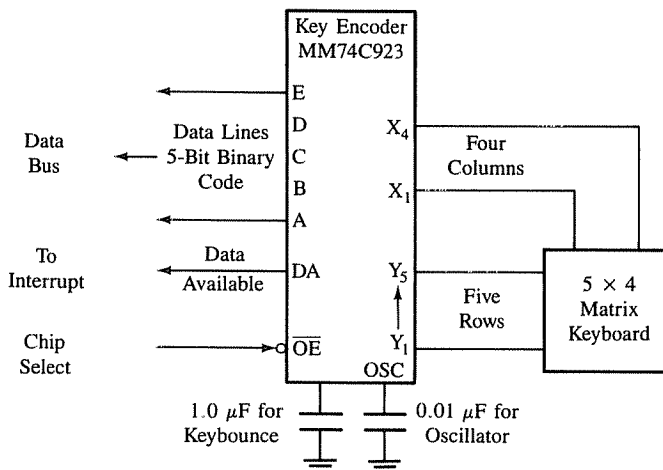 Key Encoder
MM74C923
E
D
C
B
A
DA
OE
Data Lines
5-Bit Binary
Code
Data
Bus
To
Interrupt
Data
Available
Chip
Select
X4
X1
Y5
Y1
OSC
Four
Columns
Five
Rows
5 × 4
Matrix
Keyboard
1.0 μF for
Keybounce
0.01 μF for
Oscillator